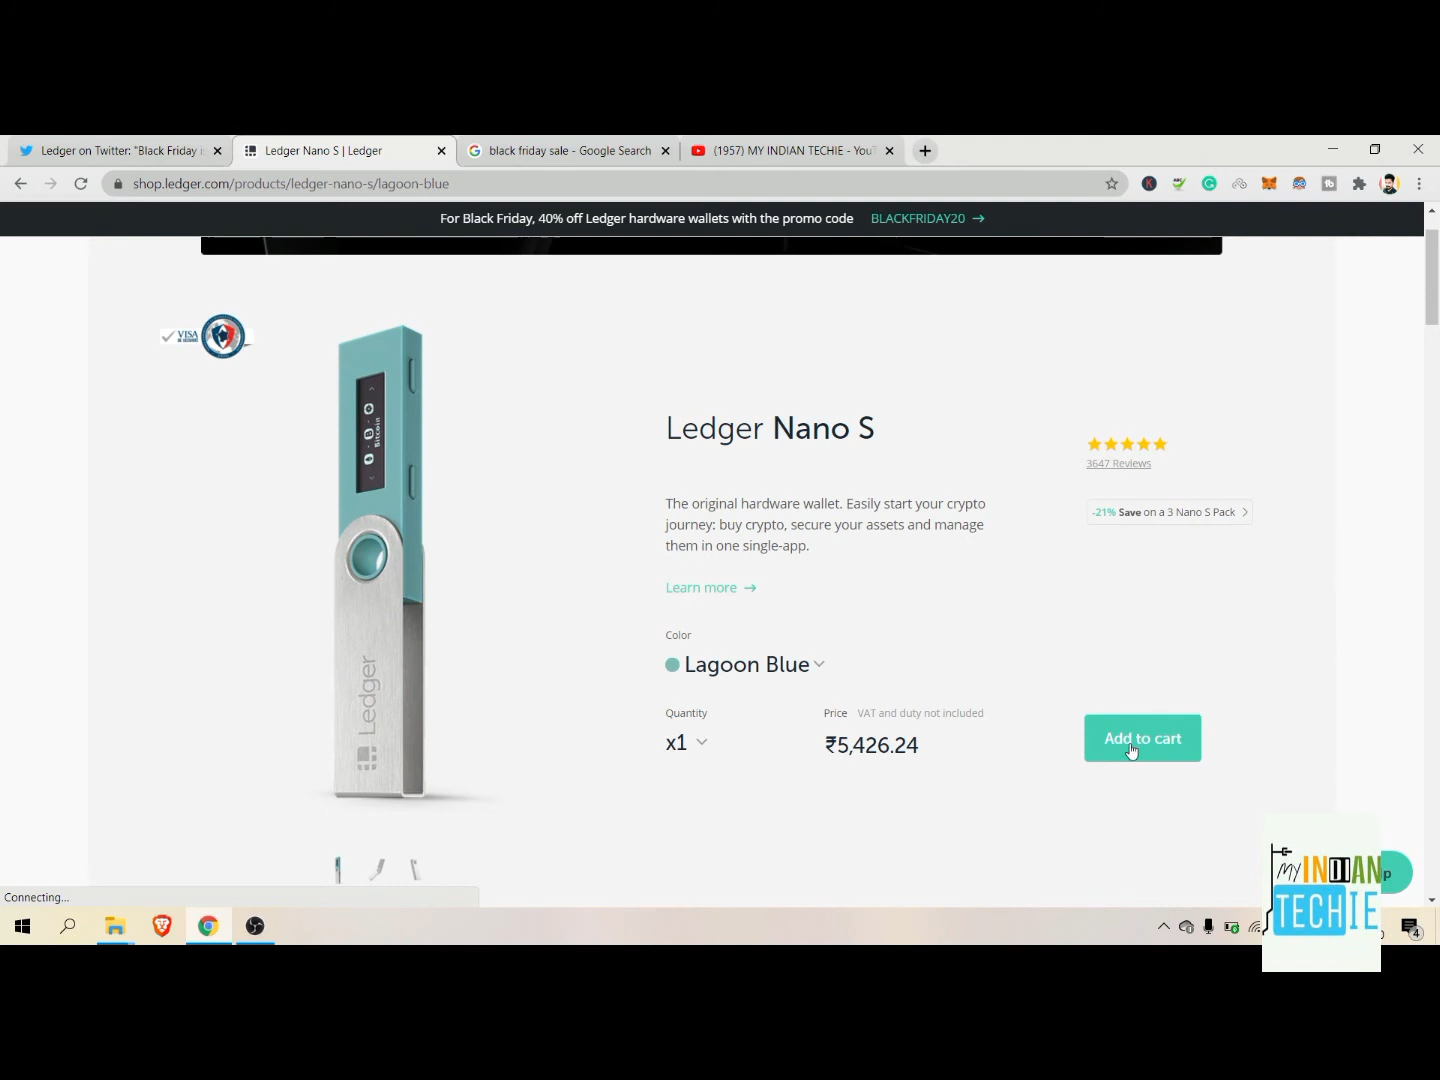 Ledger on Twitter: "Black Friday i
Ledger Nano S | Ledger
black friday sale - Google Search
(1957) MY INDIAN TECHIE - YouT
shop.ledger.com/products/ledger-nano-s/lagoon-blue
For Black Friday, 40% off Ledger hardware wallets with the promo code BLACKFRIDAY20 →
VISA
Bitcoin
Ledger
Ledger Nano S
3647 Reviews
The original hardware wallet. Easily start your crypto
journey: buy crypto, secure your assets and manage
them in one single-app.
-21% Save on a 3 Nano S Pack
Learn more →
Color
Lagoon Blue
Quantity
Price VAT and duty not included
x1
₹5,426.24
Add to cart
MY INDIAN
TECHIE
p
Connecting...
4